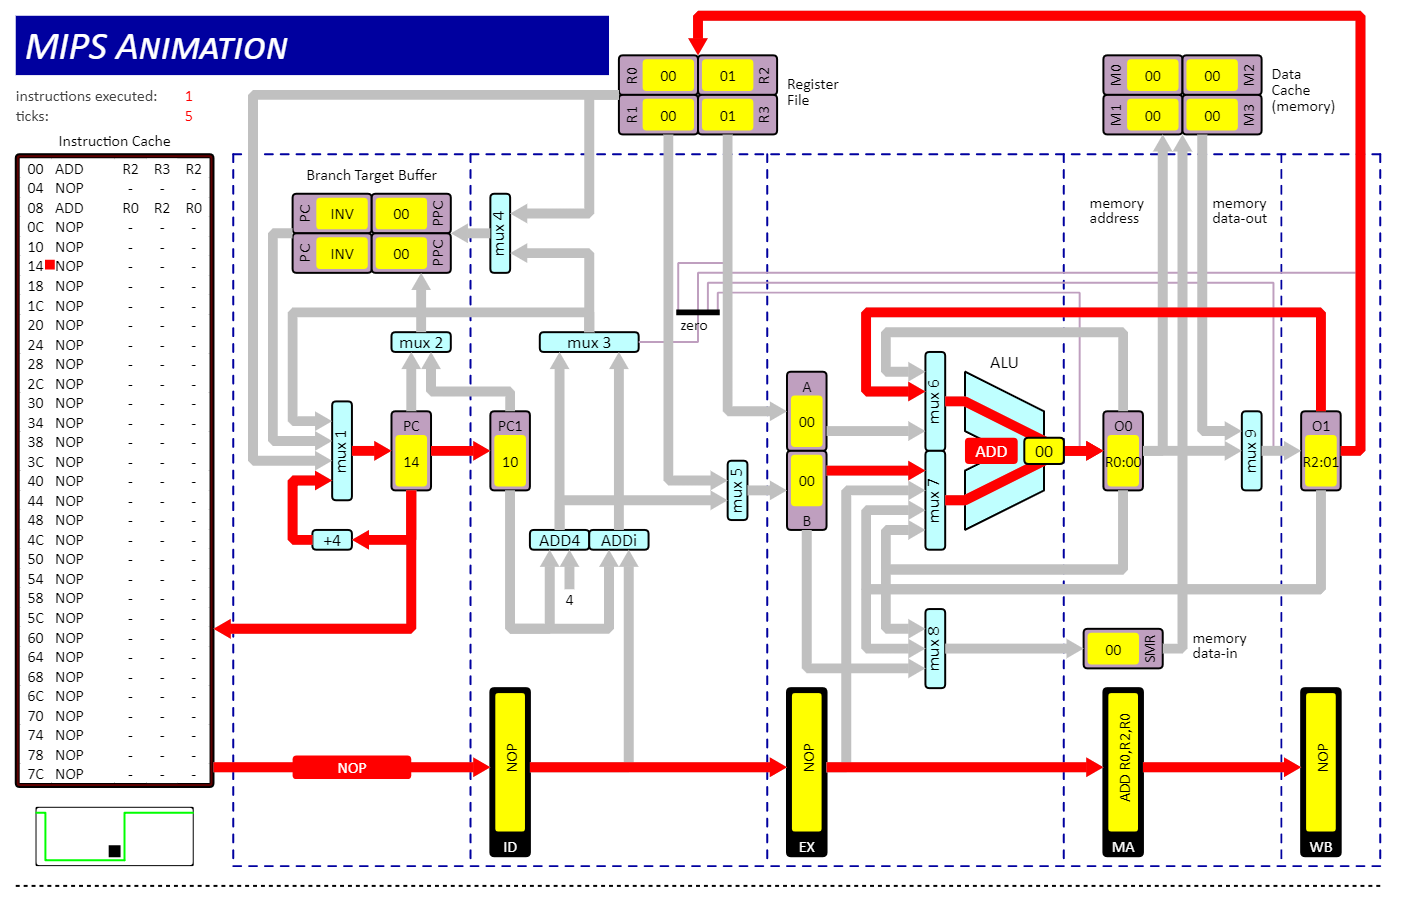 MIPS ANIMATION
instructions executed: 1
ticks: 5
Instruction Cache
00 ADD R2 R3 R2
04 NOP - - -
08 ADD R0 R2 R0
0C NOP - - -
10 NOP - - -
14 NOP - - -
18 NOP - - -
1C NOP - - -
20 NOP - - -
24 NOP - - -
28 NOP - - -
2C NOP - - -
30 NOP - - -
34 NOP - - -
38 NOP - - -
3C NOP - - -
40 NOP - - -
44 NOP - - -
48 NOP - - -
4C NOP - - -
50 NOP - - -
54 NOP - - -
58 NOP - - -
5C NOP - - -
60 NOP - - -
64 NOP - - -
68 NOP - - -
6C NOP - - -
70 NOP - - -
74 NOP - - -
78 NOP - - -
7C NOP - - -
R0 00 01 R2
R1 00 01 R3
Register
File
M0 00 00 M2
M1 00 00 M3
Data
Cache
(memory)
Branch Target Buffer
PC INV 00 PPC
PC INV 00 PPC
mux 4
memory
address
memory
data-out
zero
mux 2
mux 3
ALU
mux 1
PC
14
PC1
10
mux 5
A
00
00
B
mux 6
mux 7
ADD
00
O0
R0:00
mux 9
O1
R2:01
+4
ADD4
ADDi
4
mux 8
00 SMR
memory
data-in
NOP
NOP
ID
NOP
EX
ADD R0,R2,R0
MA
NOP
WB